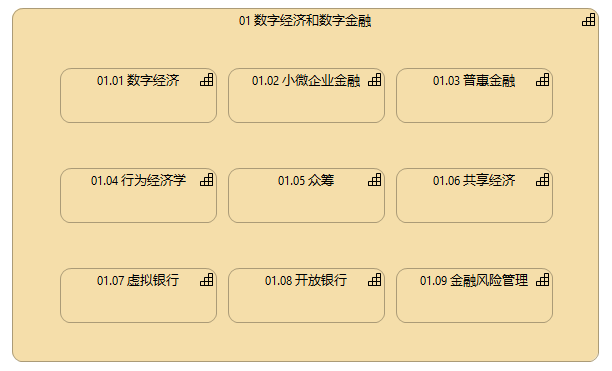 01 数字经济和数字金融
01.01 数字经济
01.02 小微企业金融
01.03 普惠金融
01.04 行为经济学
01.05 众筹
01.06 共享经济
01.07 虚拟银行
01.08 开放银行
01.09 金融风险管理